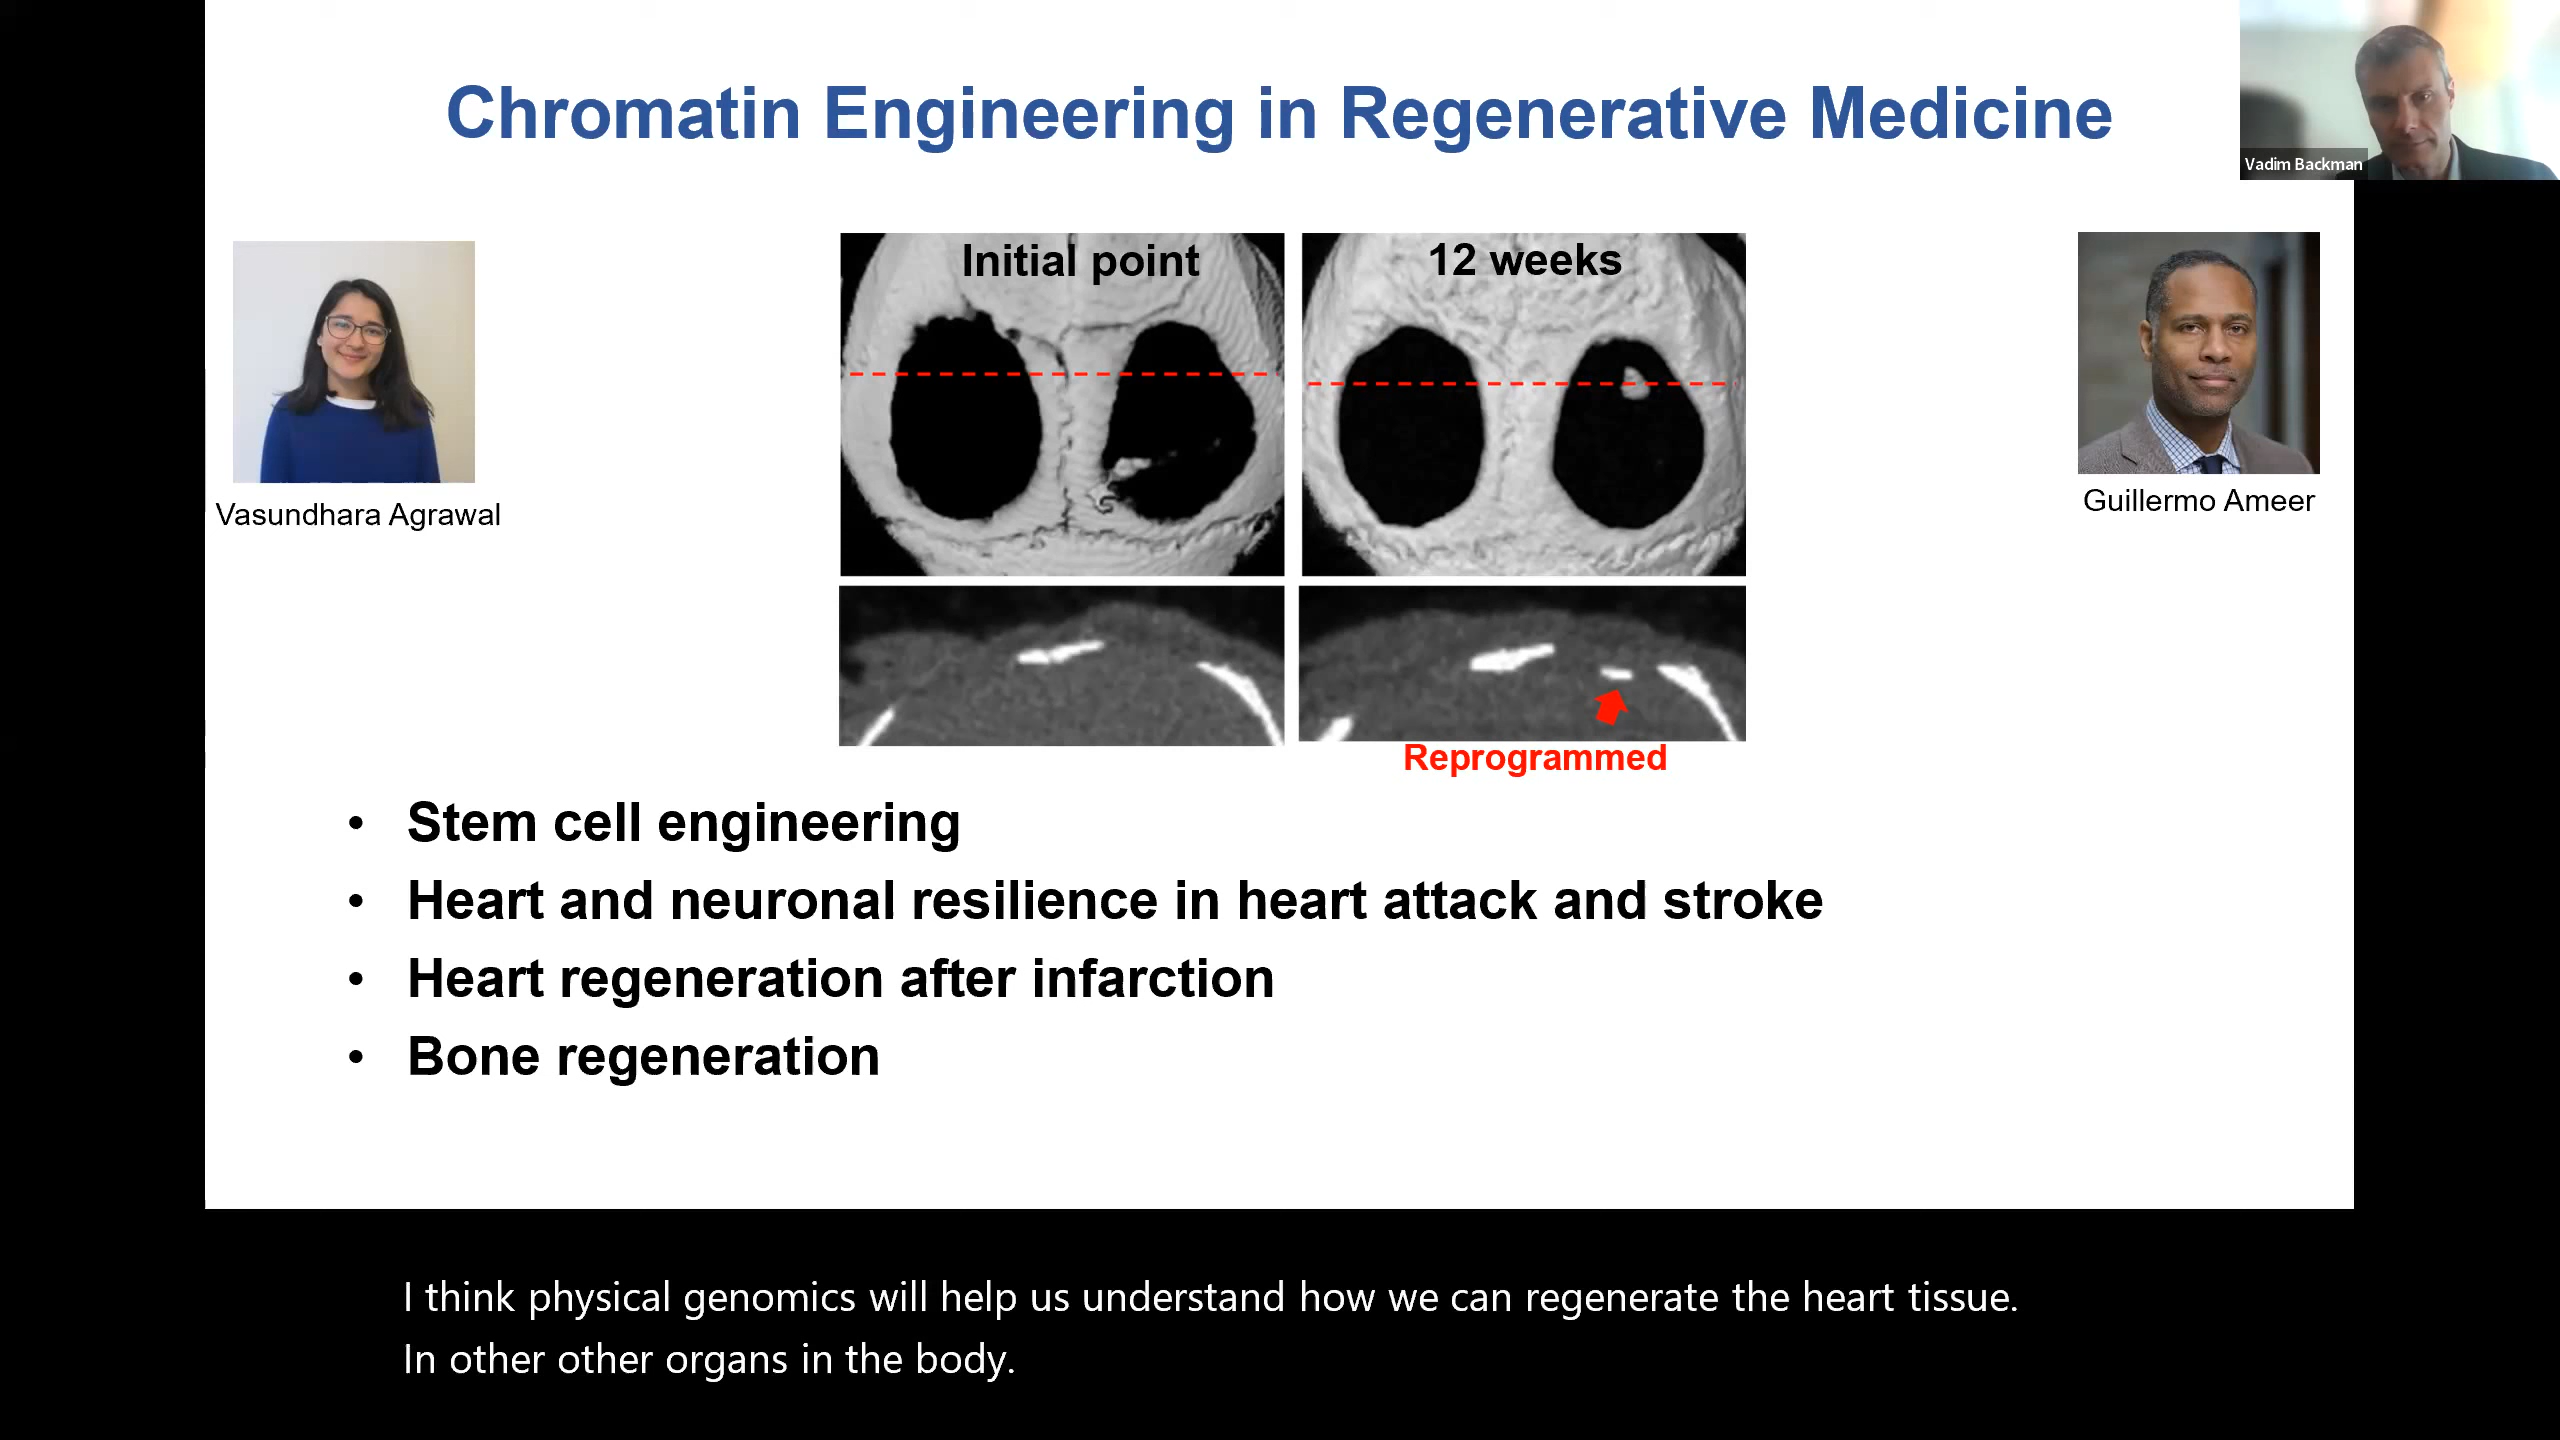 Chromatin Engineering in Regenerative Medicine
Vadim Backman
Initial point
12 weeks
Vasundhara Agrawal
Guillermo Ameer
Reprogrammed
• Stem cell engineering
• Heart and neuronal resilience in heart attack and stroke
• Heart regeneration after infarction
• Bone regeneration
I think physical genomics will help us understand how we can regenerate the heart tissue.
In other other organs in the body.